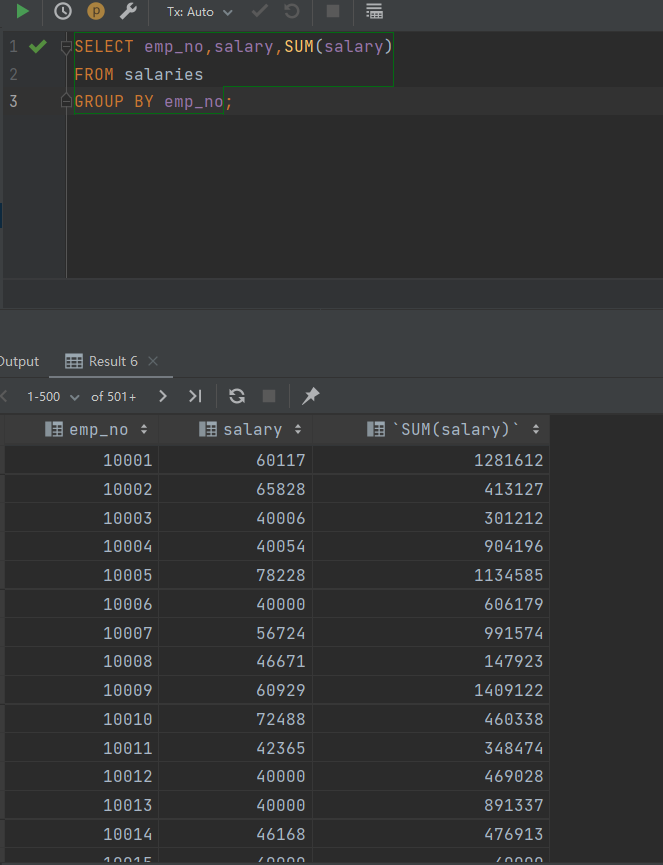 p Tx: Auto
1 SELECT emp_no,salary,SUM(salary)
2 FROM salaries
3 GROUP BY emp_no;
Output Result 6
1-500 of 501+
emp_no salary `SUM(salary)`
10001 60117 1281612
10002 65828 413127
10003 40006 301212
10004 40054 904196
10005 78228 1134585
10006 40000 606179
10007 56724 991574
10008 46671 147923
10009 60929 1409122
10010 72488 460338
10011 42365 348474
10012 40000 469028
10013 40000 891337
10014 46168 476913